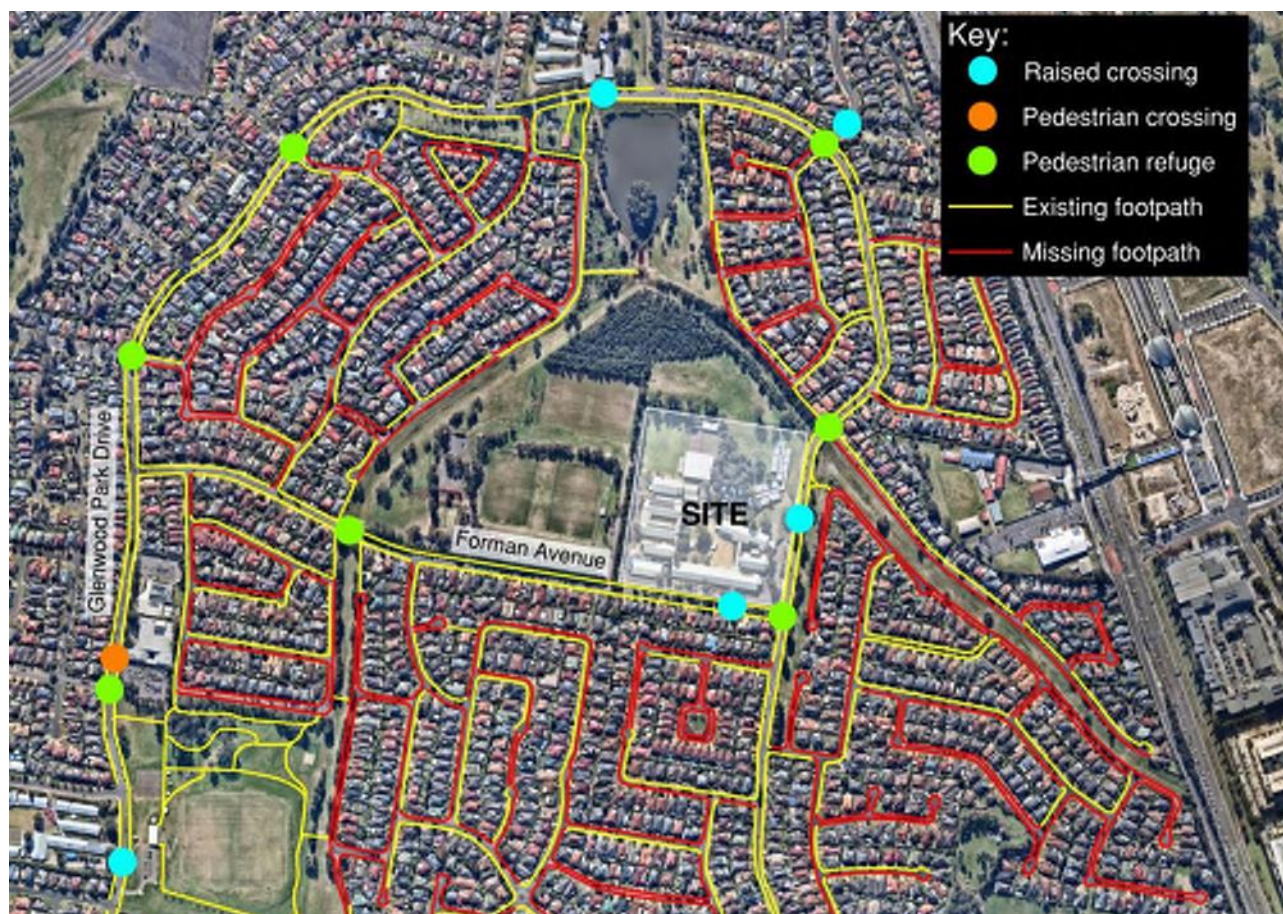 Key:
Raised crossing
Pedestrian crossing
Pedestrian refuge
Existing footpath
Missing footpath
Glenwood Park Drive
SITE
Forman Avenue